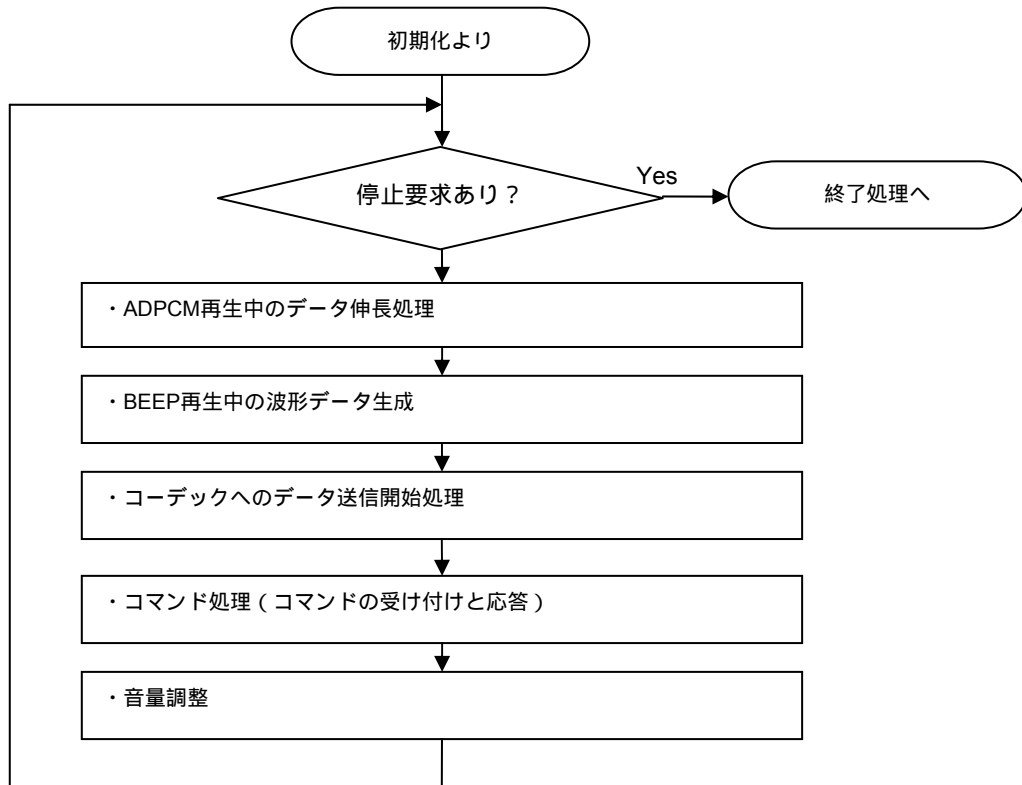 初期化より
停止要求あり？
Yes
終了処理へ
・ADPCM再生中のデータ伸長処理
・BEEP再生中の波形データ生成
・コーデックへのデータ送信開始処理
・コマンド処理（コマンドの受け付けと応答）
・音量調整